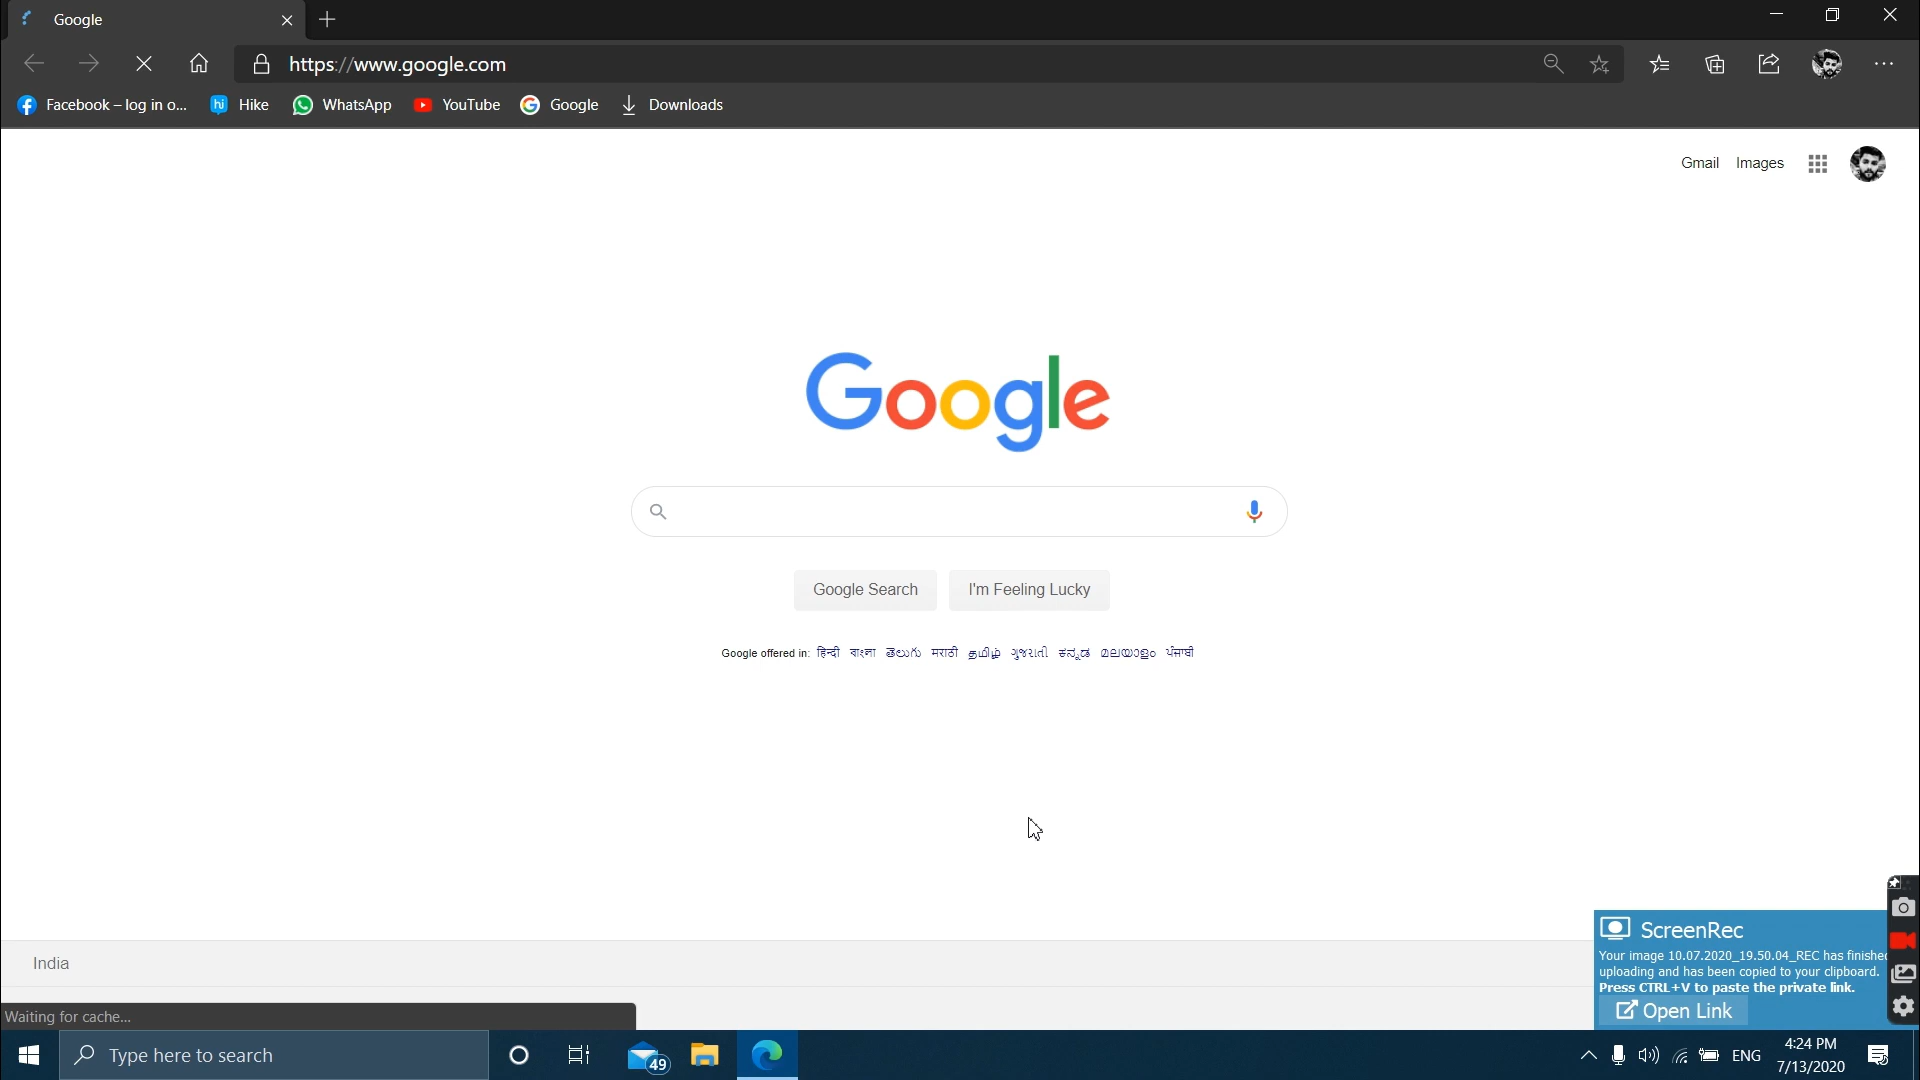 Google
https://www.google.com
Facebook – log in o... Hike WhatsApp YouTube Google Downloads
Gmail Images
Google
Google Search I'm Feeling Lucky
Google offered in: हिन्दी বাংলা తెలుగు मराठी தமிழ் ગુજરાતી ಕನ್ನಡ മലയാളം ਪੰਜਾਬੀ
India
ScreenRec
Your image 10.07.2020_19.50.04_REC has finished
uploading and has been copied to your clipboard.
Press CTRL+V to paste the private link.
Open Link
Waiting for cache...
Type here to search
49
ENG
4:24 PM
7/13/2020